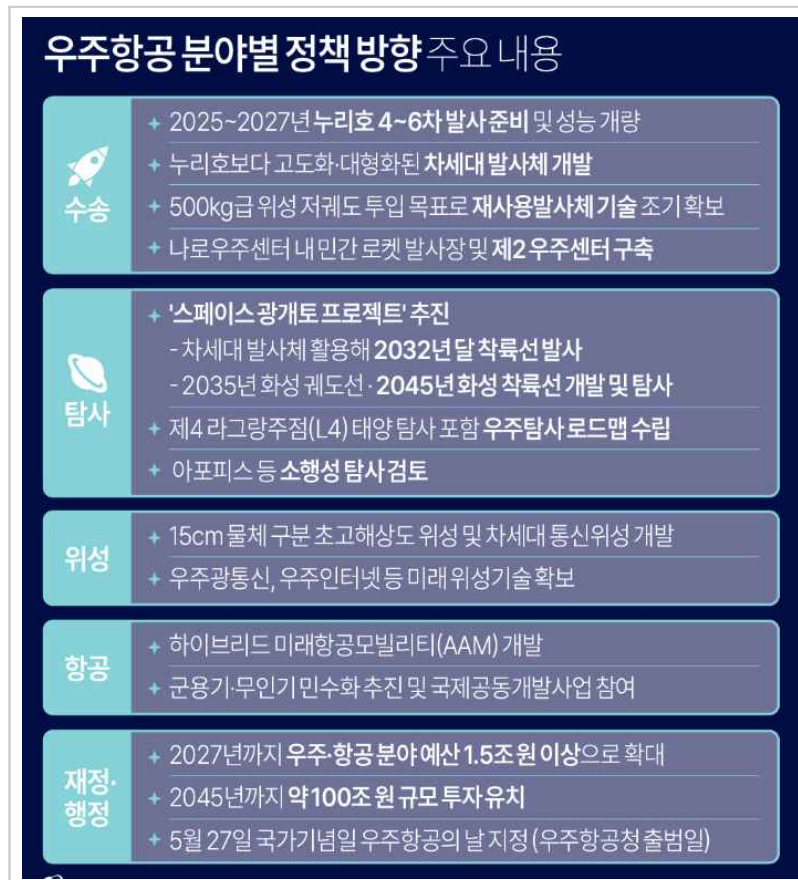 우주항공 분야별 정책 방향 주요 내용
수송
2025~2027년 누리호 4~6차 발사 준비 및 성능 개량
누리호보다 고도화·대형화된 차세대 발사체 개발
500kg급 위성 저궤도 투입 목표로 재사용발사체 기술 조기 확보
나로우주센터 내 민간 로켓 발사장 및 제2 우주센터 구축
탐사
'스페이스 광개토 프로젝트' 추진
- 차세대 발사체 활용해 2032년 달 착륙선 발사
- 2035년 화성 궤도선·2045년 화성 착륙선 개발 및 탐사
제4 라그랑주점(L4) 태양 탐사 포함 우주탐사 로드맵 수립
아포피스 등 소행성 탐사 검토
위성
15cm 물체 구분 초고해상도 위성 및 차세대 통신위성 개발
우주광통신, 우주인터넷 등 미래 위성기술 확보
항공
하이브리드 미래항공모빌리티(AAM) 개발
군용기·무인기 민수화 추진 및 국제공동개발사업 참여
재정·
행정
2027년까지 우주·항공 분야 예산 1.5조 원 이상으로 확대
2045년까지 약 100조 원 규모 투자 유치
5월 27일 국가기념일 우주항공의 날 지정 (우주항공청 출범일)